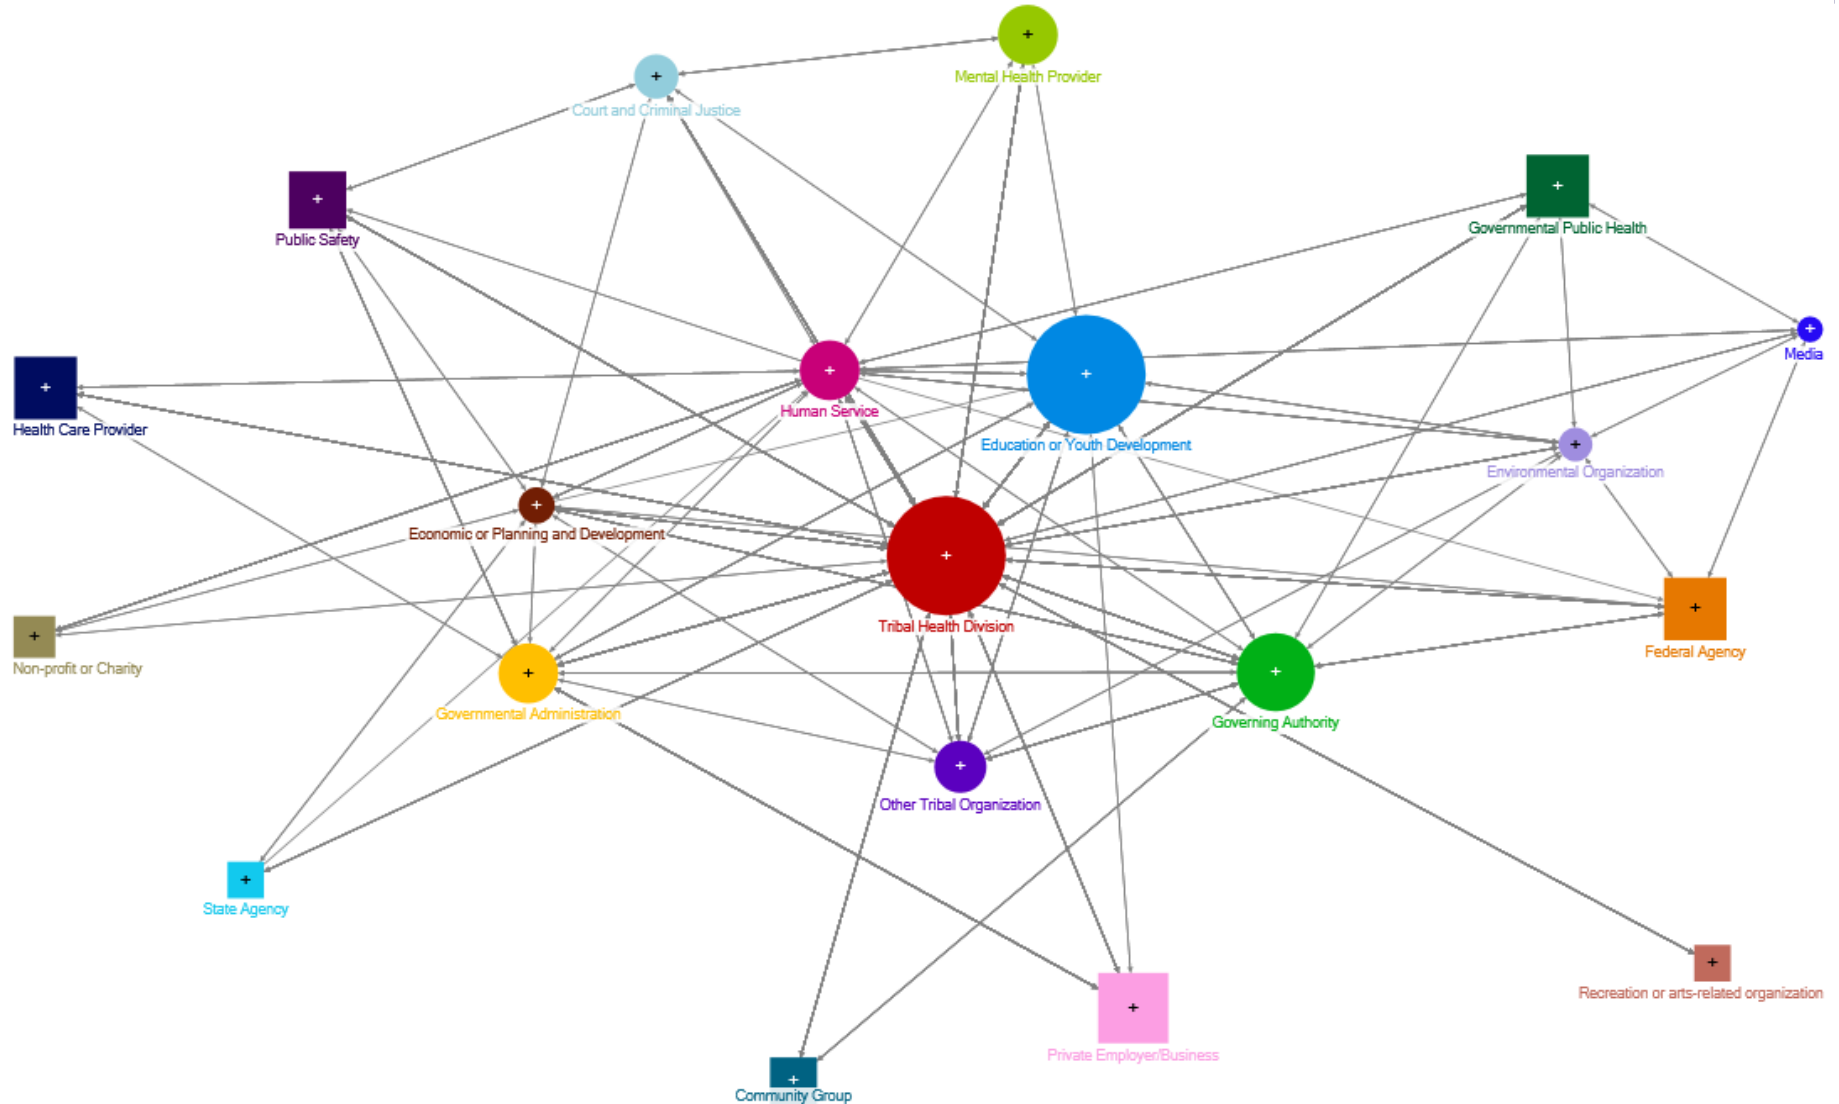 Mental Health Provider
Court and Criminal Justice
Governmental Public Health
Public Safety
Media
Human Service
Health Care Provider
Education or Youth Development
Environmental Organization
Economic or Planning and Development
Tribal Health Division
Federal Agency
Non-profit or Charity
Governmental Administration
Governing Authority
Other Tribal Organization
State Agency
Recreation or arts-related organization
Private Employer/Business
Community Group